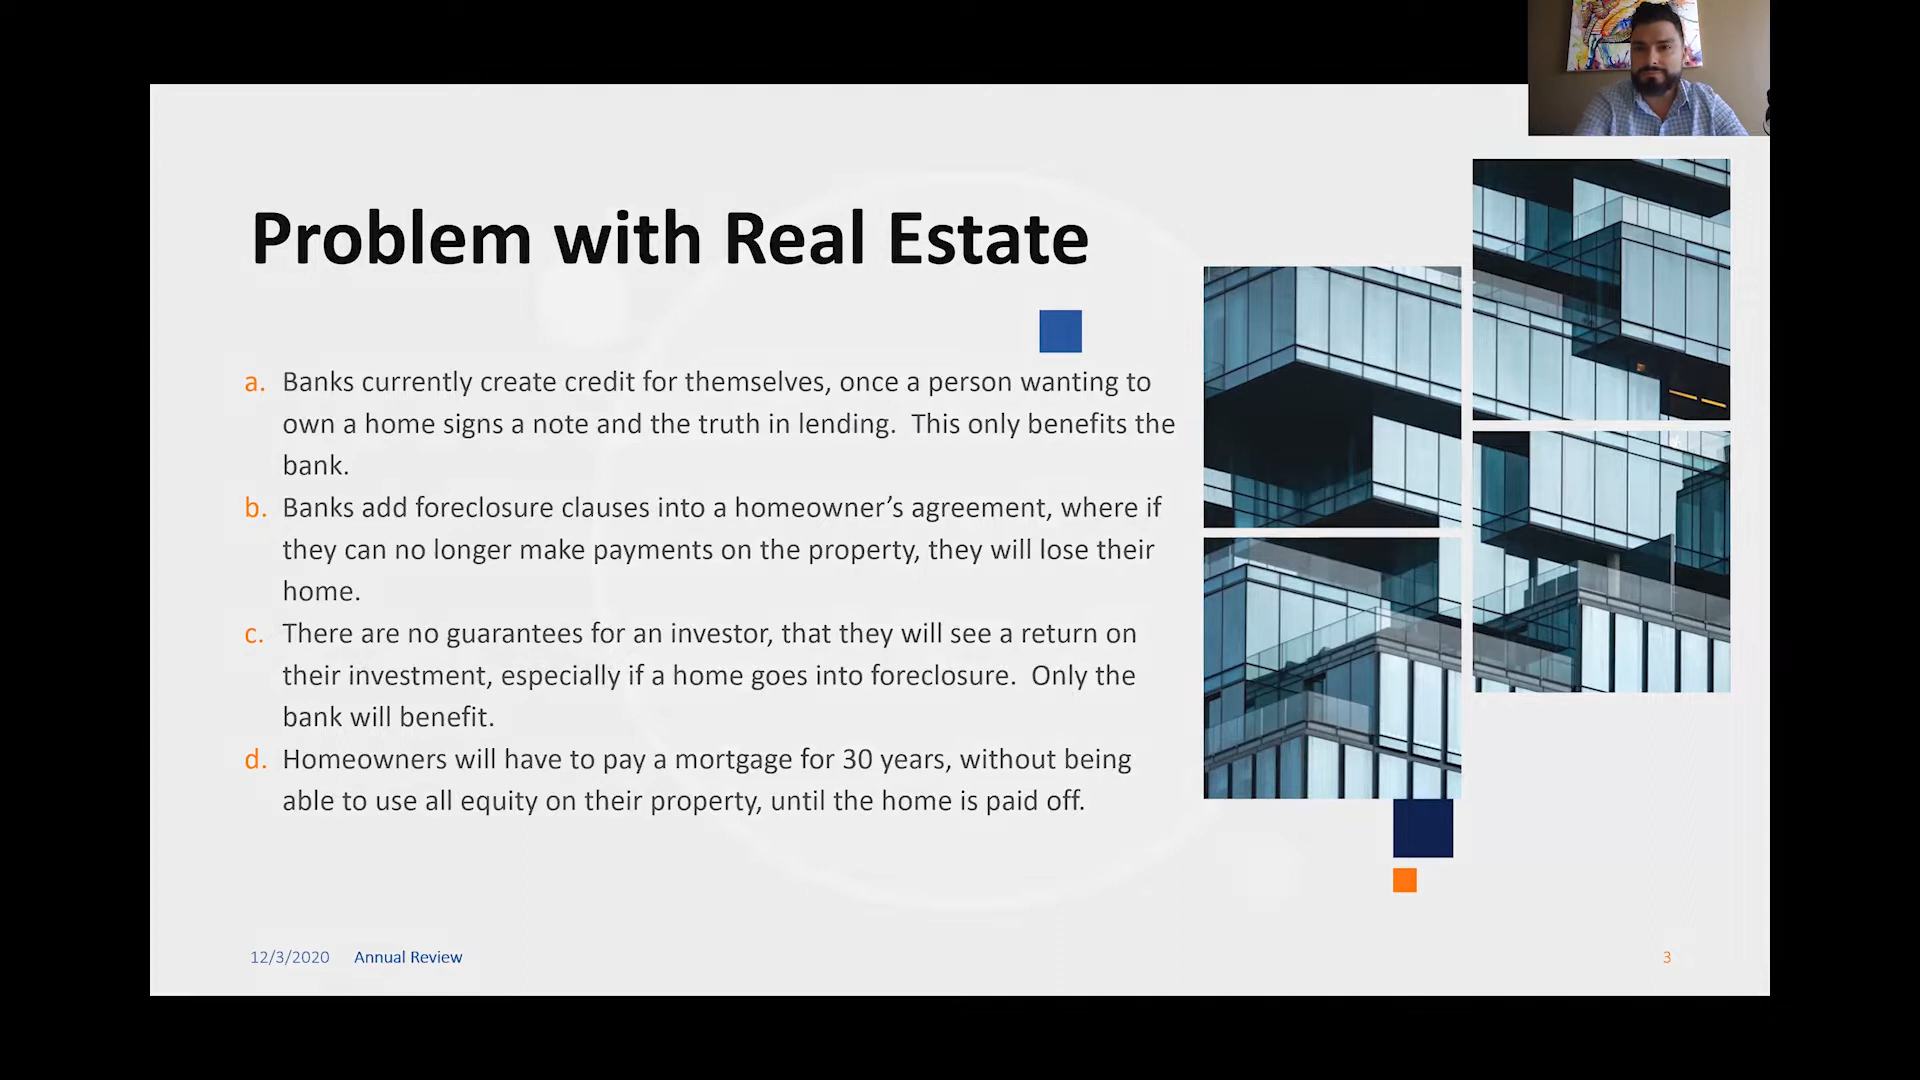 Problem with Real Estate
a. Banks currently create credit for themselves, once a person wanting to
own a home signs a note and the truth in lending.  This only benefits the
bank.
b. Banks add foreclosure clauses into a homeowner’s agreement, where if
they can no longer make payments on the property, they will lose their
home.
c. There are no guarantees for an investor, that they will see a return on
their investment, especially if a home goes into foreclosure.  Only the
bank will benefit.
d. Homeowners will have to pay a mortgage for 30 years, without being
able to use all equity on their property, until the home is paid off.
12/3/2020 Annual Review 3